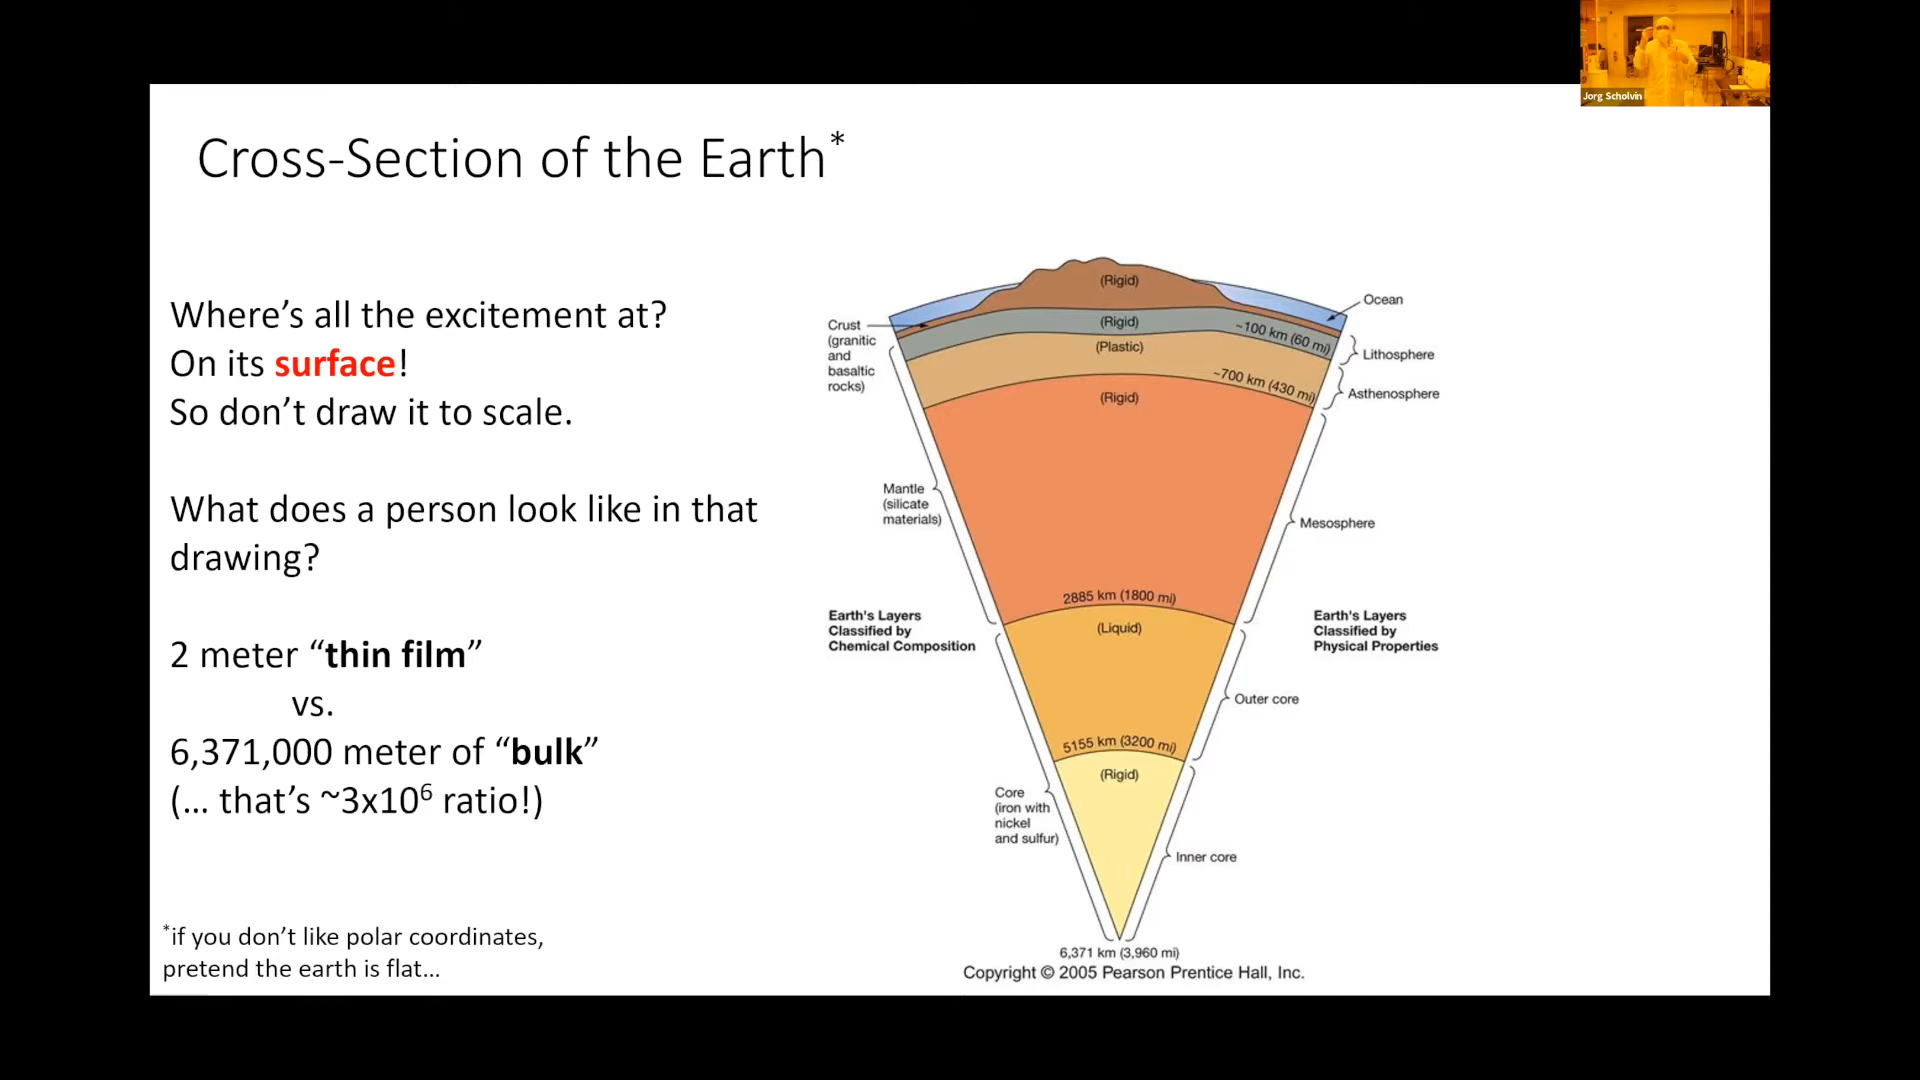 Jorg Scholvin
Cross-Section of the Earth*
Where's all the excitement at?
On its surface!
So don't draw it to scale.
What does a person look like in that
drawing?
2 meter “thin film”
vs.
6,371,000 meter of “bulk”
(… that's ~3x10⁶ ratio!)
*if you don't like polar coordinates,
pretend the earth is flat…
(Rigid)
Ocean
Crust
(granitic
and
basaltic
rocks)
(Rigid)
~100 km (60 mi)
(Plastic)
Lithosphere
~700 km (430 mi)
Asthenosphere
(Rigid)
Mantle
(silicate
materials)
Mesosphere
2885 km (1800 mi)
(Liquid)
Earth's Layers
Classified by
Chemical Composition
Earth's Layers
Classified by
Physical Properties
Outer core
5155 km (3200 mi)
(Rigid)
Core
(iron with
nickel
and sulfur)
Inner core
6,371 km (3,960 mi)
Copyright © 2005 Pearson Prentice Hall, Inc.